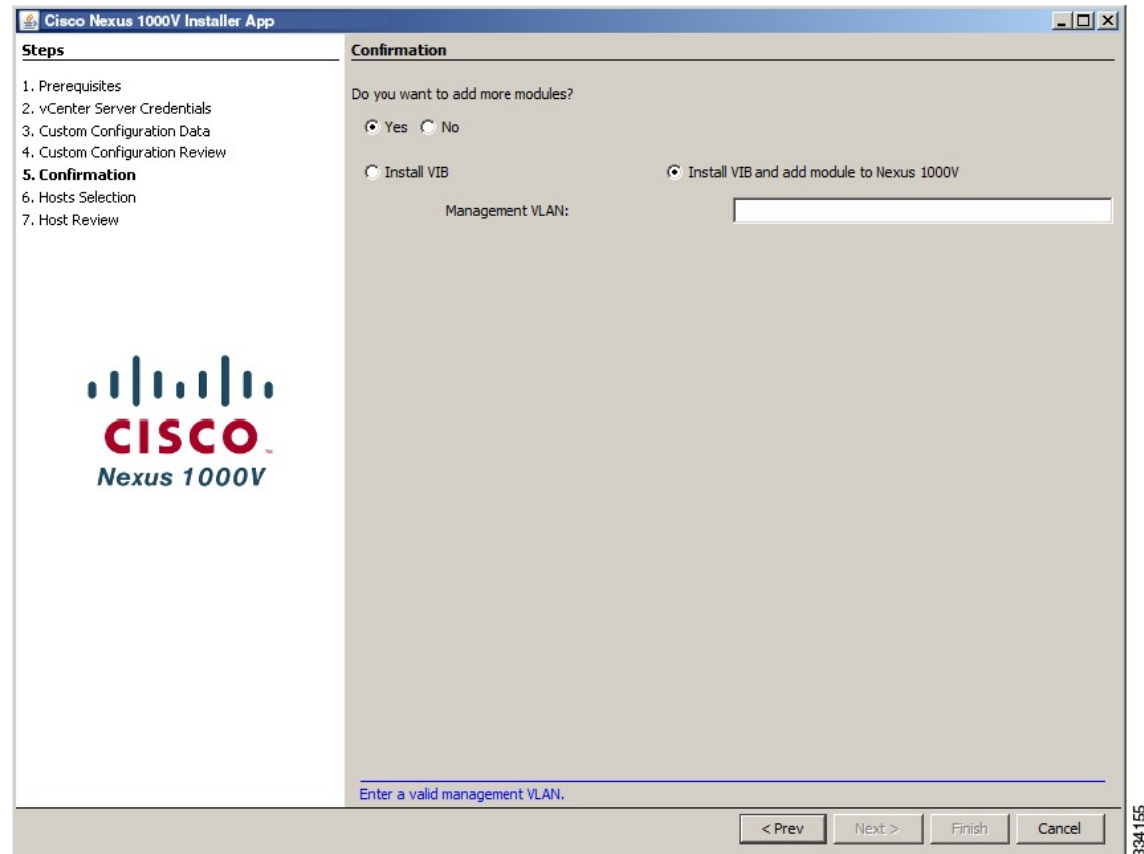 Cisco Nexus 1000V Installer App
Steps
1. Prerequisites
2. vCenter Server Credentials
3. Custom Configuration Data
4. Custom Configuration Review
5. Confirmation
6. Hosts Selection
7. Host Review
CISCO
Nexus 1000V
Confirmation
Do you want to add more modules?
Yes No
Install VIB Install VIB and add module to Nexus 1000V
Management VLAN:
Enter a valid management VLAN.
< Prev Next > Finish Cancel
334155